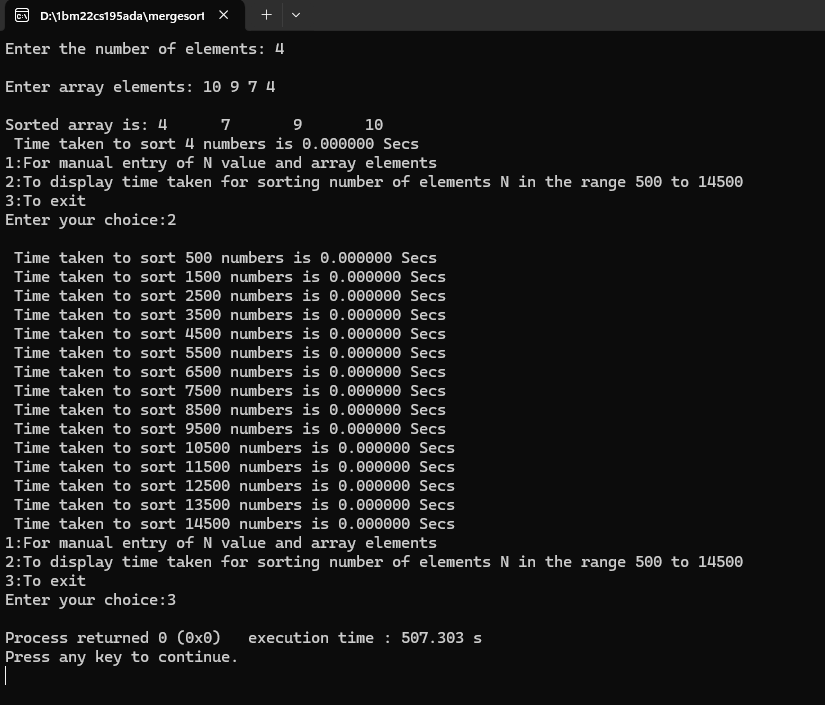 D:\1bm22cs195ada\mergesort
Enter the number of elements: 4
Enter array elements: 10 9 7 4
Sorted array is: 4      7       9       10
Time taken to sort 4 numbers is 0.000000 Secs
1:For manual entry of N value and array elements
2:To display time taken for sorting number of elements N in the range 500 to 14500
3:To exit
Enter your choice:2
Time taken to sort 500 numbers is 0.000000 Secs
Time taken to sort 1500 numbers is 0.000000 Secs
Time taken to sort 2500 numbers is 0.000000 Secs
Time taken to sort 3500 numbers is 0.000000 Secs
Time taken to sort 4500 numbers is 0.000000 Secs
Time taken to sort 5500 numbers is 0.000000 Secs
Time taken to sort 6500 numbers is 0.000000 Secs
Time taken to sort 7500 numbers is 0.000000 Secs
Time taken to sort 8500 numbers is 0.000000 Secs
Time taken to sort 9500 numbers is 0.000000 Secs
Time taken to sort 10500 numbers is 0.000000 Secs
Time taken to sort 11500 numbers is 0.000000 Secs
Time taken to sort 12500 numbers is 0.000000 Secs
Time taken to sort 13500 numbers is 0.000000 Secs
Time taken to sort 14500 numbers is 0.000000 Secs
1:For manual entry of N value and array elements
2:To display time taken for sorting number of elements N in the range 500 to 14500
3:To exit
Enter your choice:3
Process returned 0 (0x0)   execution time : 507.303 s
Press any key to continue.